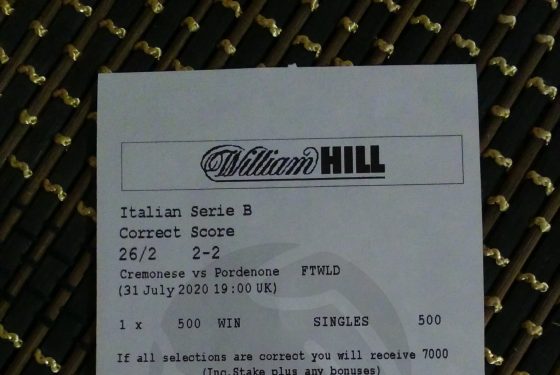 William HILL
Italian Serie B
Correct Score
26/2 2-2
Cremonese vs Pordenone FTWLD
(31 July 2020 19:00 UK)
1 x 500 WIN SINGLES 500
If all selections are correct you will receive 7000
(Inc.Stake plus any bonuses)